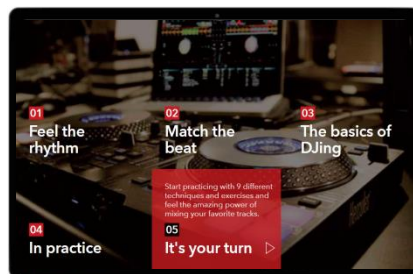 01
Feel the
rhythm
02
Match the
beat
03
The basics of
DJing
Start practicing with 9 different
techniques and exercises and
feel the amazing power of
mixing your favorite tracks.
04
In practice
05
It's your turn